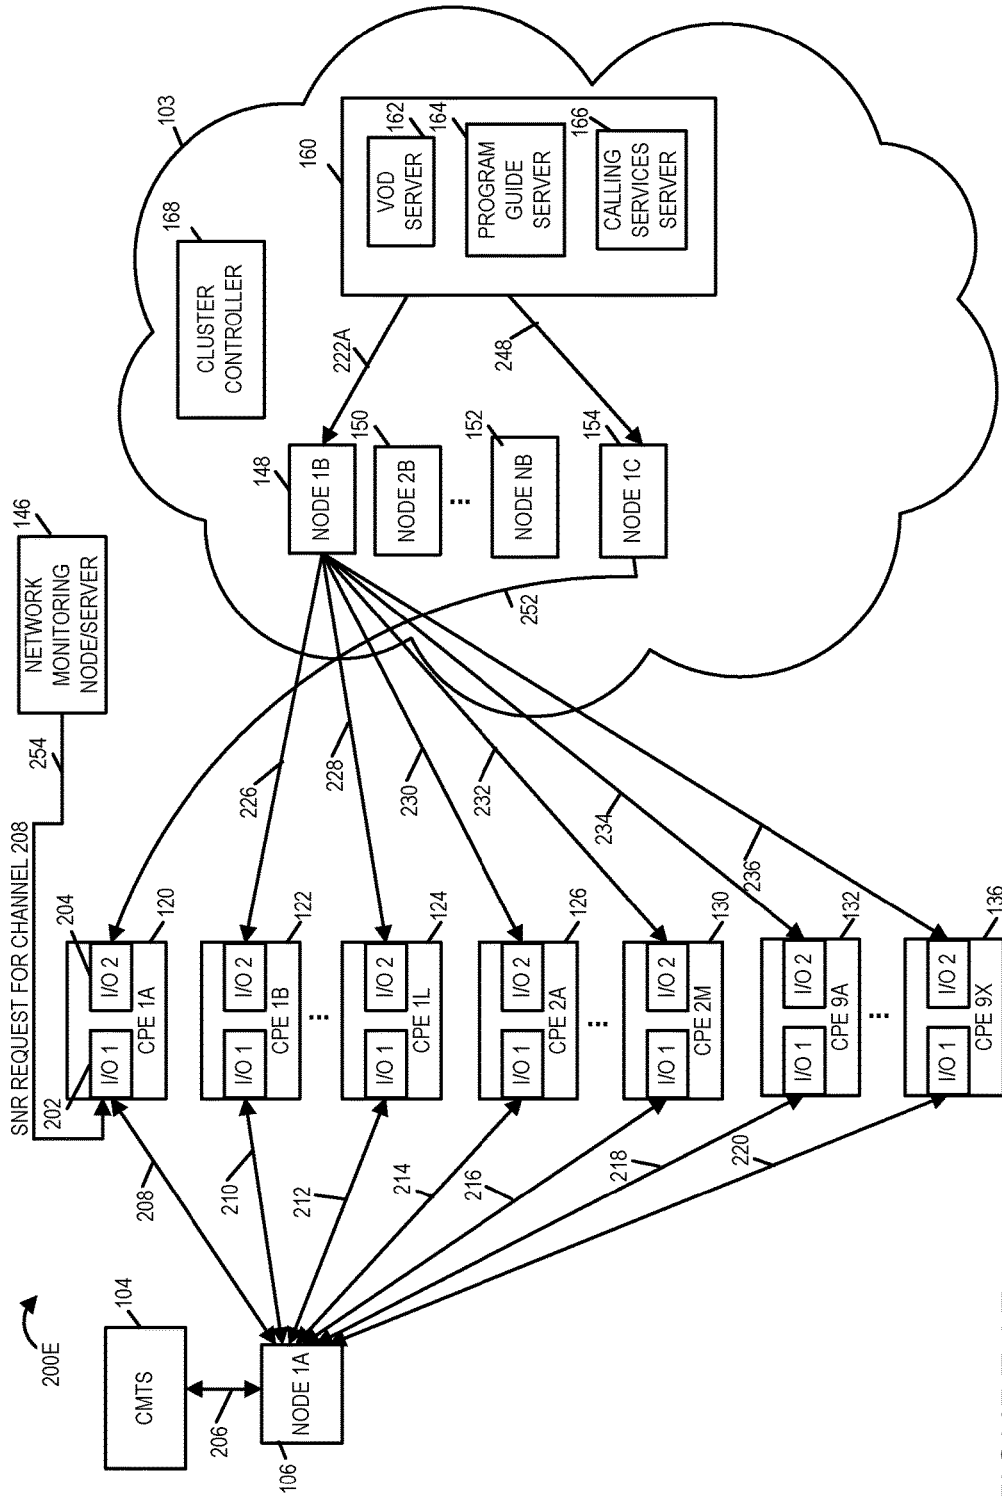 200E
CMTS
104
206
NODE 1A
106
SNR REQUEST FOR CHANNEL 208
254
NETWORK
MONITORING
NODE/SERVER
146
208
210
212
214
216
218
220
202
204
I/O 1
I/O 2
CPE 1A
120
I/O 1
I/O 2
CPE 1B
122
...
I/O 1
I/O 2
CPE 1L
124
I/O 1
I/O 2
CPE 2A
126
...
I/O 1
I/O 2
CPE 2M
130
I/O 1
I/O 2
CPE 9A
132
...
I/O 1
I/O 2
CPE 9X
136
226
228
230
232
234
236
252
103
CLUSTER
CONTROLLER
168
NODE 1B
148
NODE 2B
150
...
NODE NB
152
NODE 1C
154
222A
248
160
VOD
SERVER
162
PROGRAM
GUIDE
SERVER
164
CALLING
SERVICES
SERVER
166